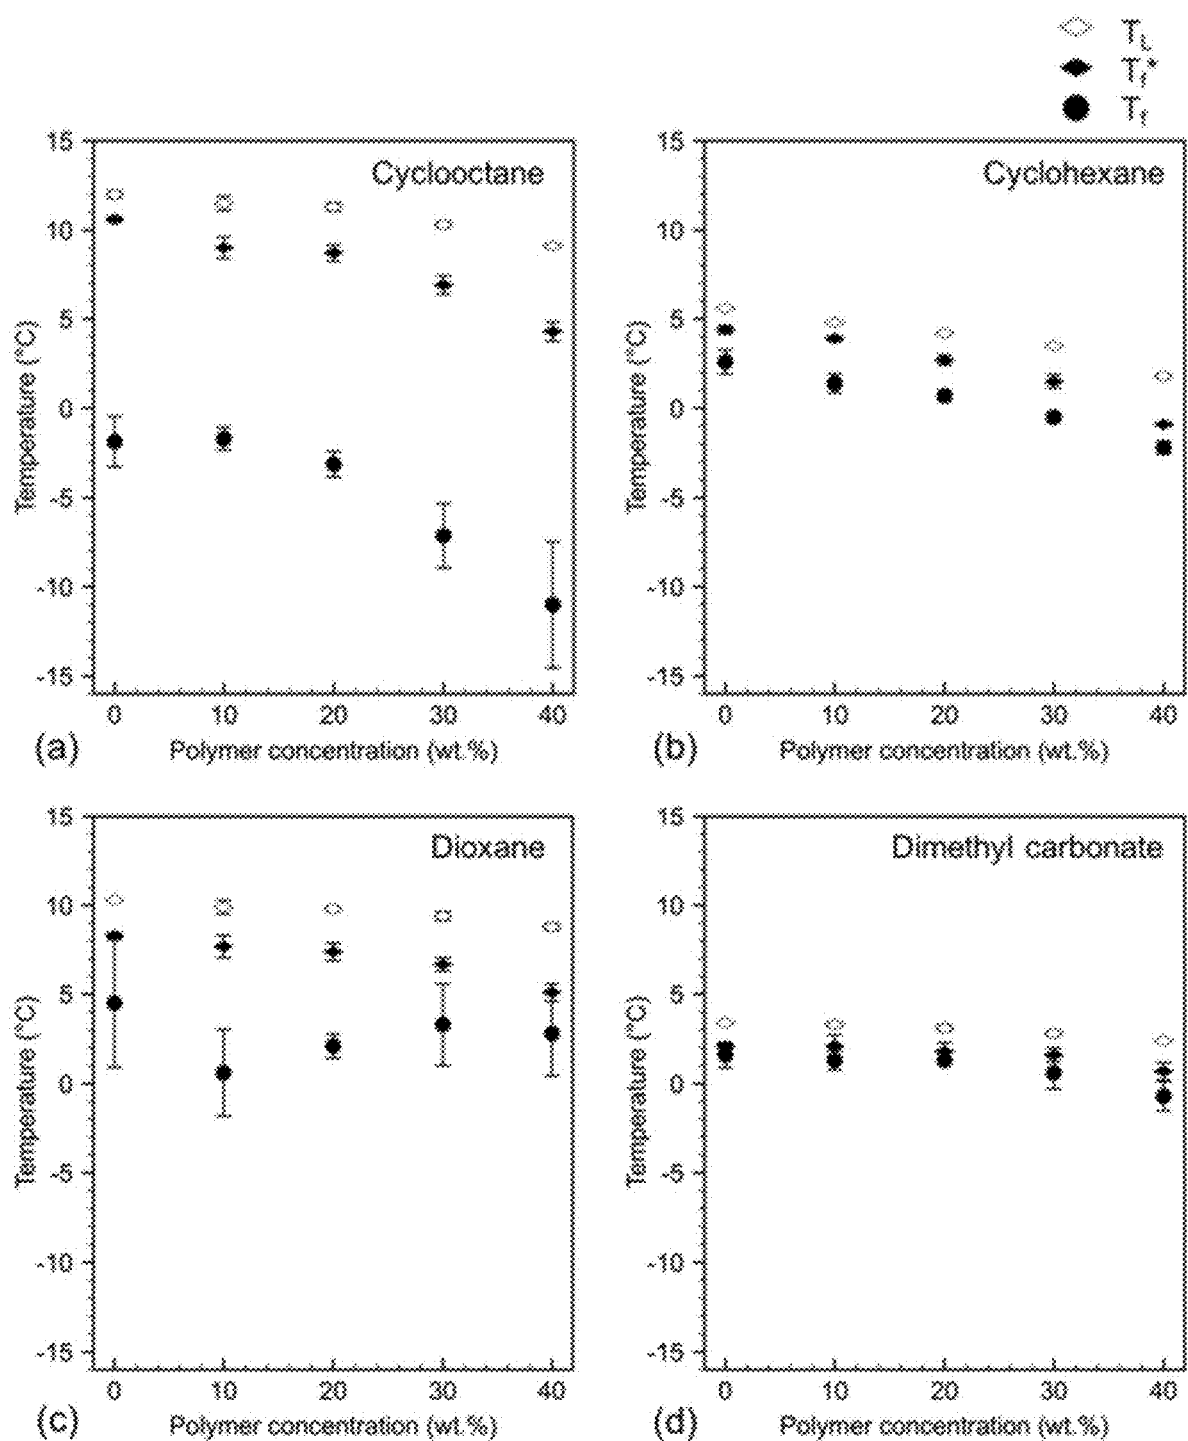 T_L
T_f*
T_f
15
10
5
0
-5
-10
-15
Temperature (°C)
Cyclooctane
0 10 20 30 40
(a) Polymer concentration (wt.%)
15
10
5
0
-5
-10
-15
Temperature (°C)
Cyclohexane
0 10 20 30 40
(b) Polymer concentration (wt.%)
15
10
5
0
-5
-10
-15
Temperature (°C)
Dioxane
0 10 20 30 40
(c) Polymer concentration (wt.%)
15
10
5
0
-5
-10
-15
Temperature (°C)
Dimethyl carbonate
0 10 20 30 40
(d) Polymer concentration (wt.%)